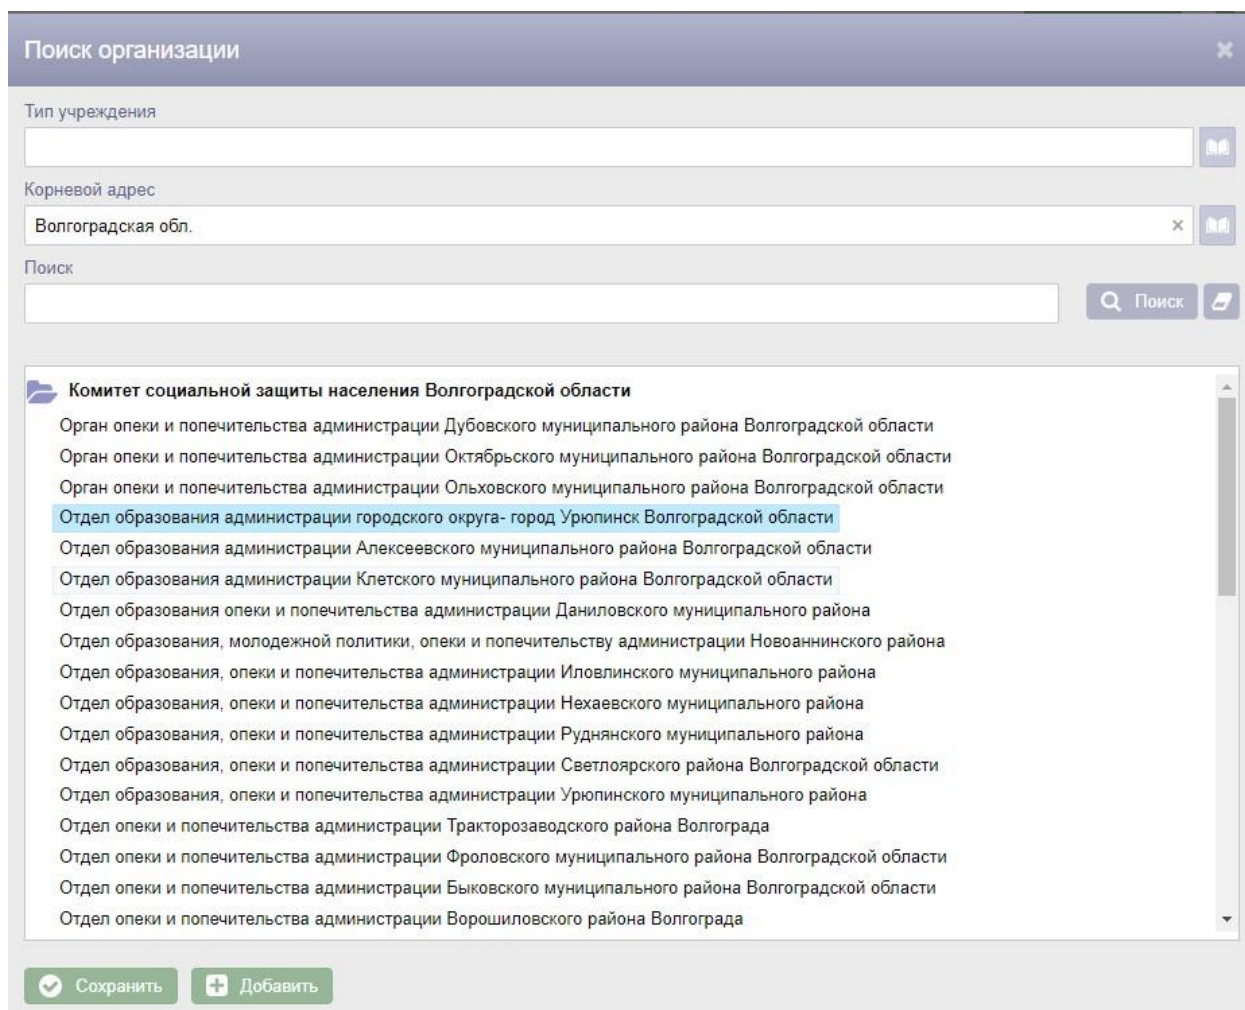 Поиск организации
Тип учреждения
Корневой адрес
Волгоградская обл.
Поиск
Поиск
Комитет социальной защиты населения Волгоградской области
Орган опеки и попечительства администрации Дубовского муниципального района Волгоградской области
Орган опеки и попечительства администрации Октябрьского муниципального района Волгоградской области
Орган опеки и попечительства администрации Ольховского муниципального района Волгоградской области
Отдел образования администрации городского округа- город Урюпинск Волгоградской области
Отдел образования администрации Алексеевского муниципального района Волгоградской области
Отдел образования администрации Клетского муниципального района Волгоградской области
Отдел образования опеки и попечительства администрации Даниловского муниципального района
Отдел образования, молодежной политики, опеки и попечительству администрации Новоаннинского района
Отдел образования, опеки и попечительства администрации Иловлинского муниципального района
Отдел образования, опеки и попечительства администрации Нехаевского муниципального района
Отдел образования, опеки и попечительства администрации Руднянского муниципального района
Отдел образования, опеки и попечительства администрации Светлоярского района Волгоградской области
Отдел образования, опеки и попечительства администрации Урюпинского муниципального района
Отдел опеки и попечительства администрации Тракторозаводского района Волгограда
Отдел опеки и попечительства администрации Фроловского муниципального района Волгоградской области
Отдел опеки и попечительства администрации Быковского муниципального района Волгоградской области
Отдел опеки и попечительства администрации Ворошиловского района Волгограда
Сохранить Добавить